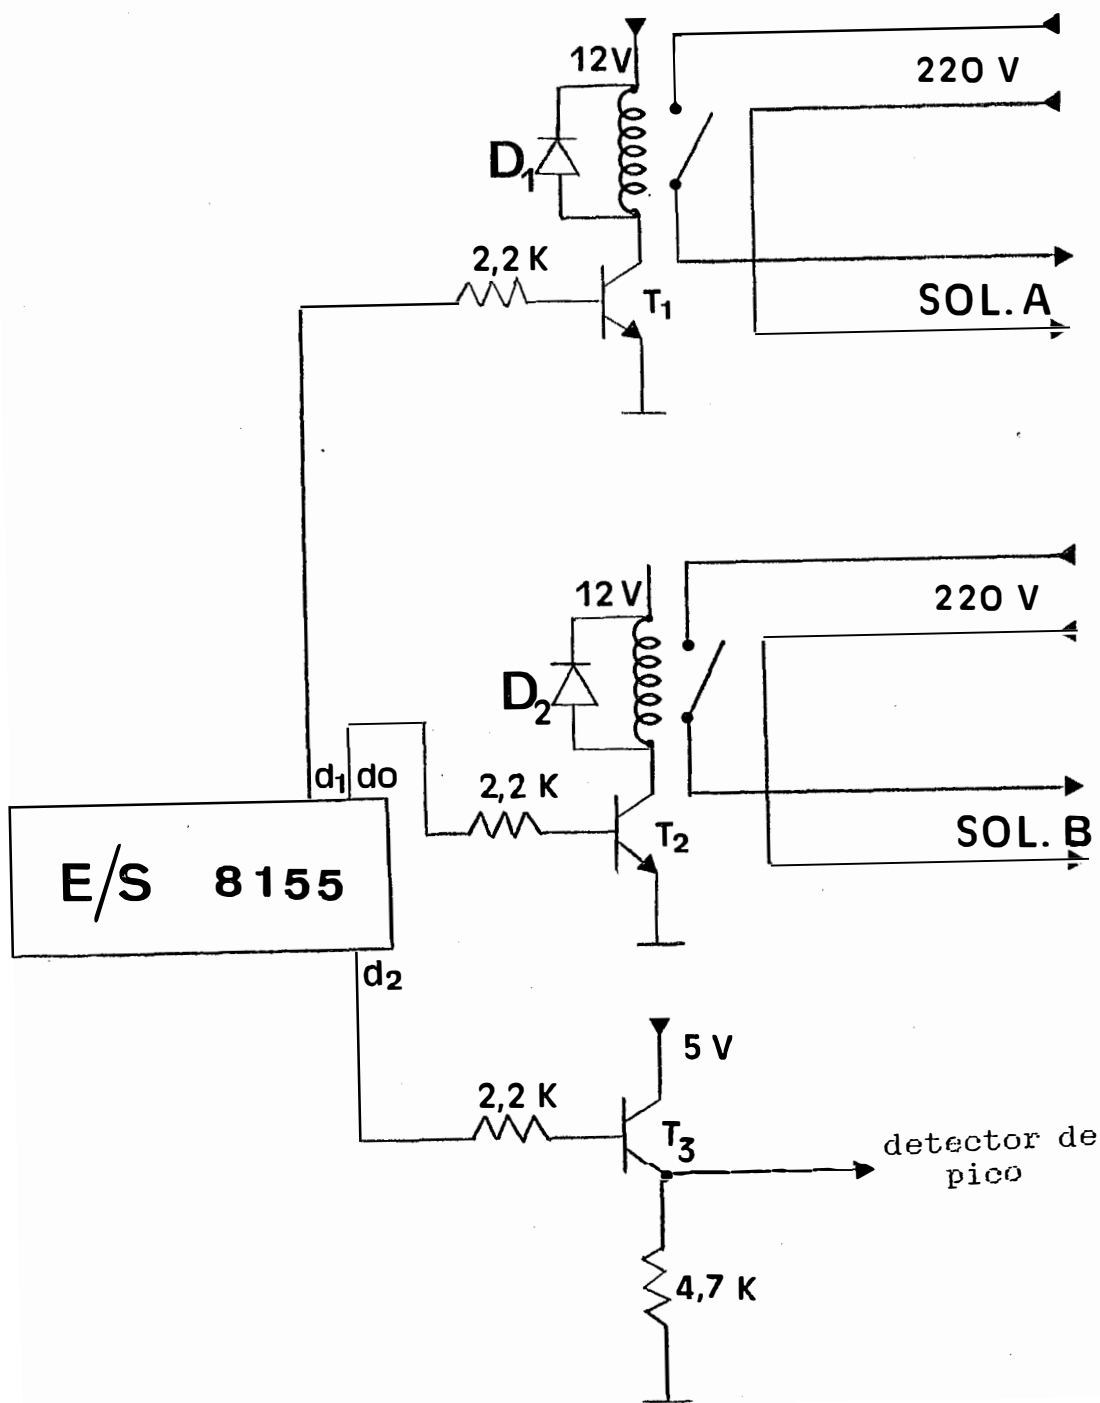 12V
220 V
D1
2,2 K
T1
SOL. A
12 V
220 V
D2
d1 do
2,2 K
T2
SOL. B
E/S 8155
d2
5 V
2,2 K
T3
detector de
pico
4,7 K